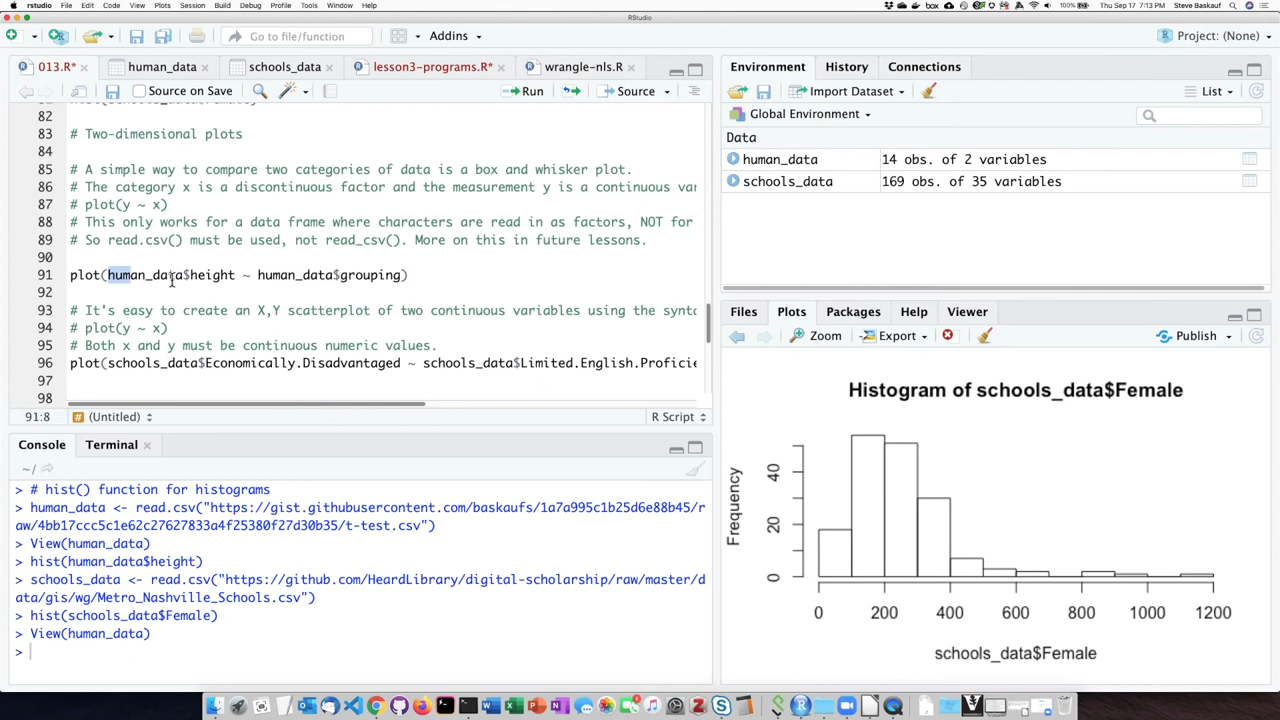 rstudio File Edit Code View Plots Session Build Debug Profile Tools Window Help box 100% Thu Sep 17 7:13 PM Steve Baskauf
RStudio
Go to file/function Addins Project: (None)
013.R* human_data schools_data lesson3-programs.R* wrangle-nls.R
Source on Save Run Source
82
83 # Two-dimensional plots
84
85 # A simple way to compare two categories of data is a box and whisker plot.
86 # The category x is a discontinuous factor and the measurement y is a continuous var
87 # plot(y ~ x)
88 # This only works for a data frame where characters are read in as factors, NOT for
89 # So read.csv() must be used, not read_csv(). More on this in future lessons.
90
91 plot(human_data$height ~ human_data$grouping)
92
93 # It's easy to create an X,Y scatterplot of two continuous variables using the synta
94 # plot(y ~ x)
95 # Both x and y must be continuous numeric values.
96 plot(schools_data$Economically.Disadvantaged ~ schools_data$Limited.English.Proficie
97
98
91:8 # (Untitled) R Script
Console Terminal
~/
> # hist() function for histograms
> human_data <- read.csv("https://gist.githubusercontent.com/baskaufs/1a7a995c1b25d6e88b45/r
aw/4bb17ccc5c1e62c27627833a4f25380f27d30b35/t-test.csv")
> View(human_data)
> hist(human_data$height)
> schools_data <- read.csv("https://github.com/HeardLibrary/digital-scholarship/raw/master/d
ata/gis/wg/Metro_Nashville_Schools.csv")
> hist(schools_data$Female)
> View(human_data)
>
Environment History Connections
Import Dataset List
Global Environment
Data
human_data 14 obs. of 2 variables
schools_data 169 obs. of 35 variables
Files Plots Packages Help Viewer
Zoom Export Publish
Histogram of schools_data$Female
Frequency
40
20
0
0 200 400 600 800 1000 1200
schools_data$Female